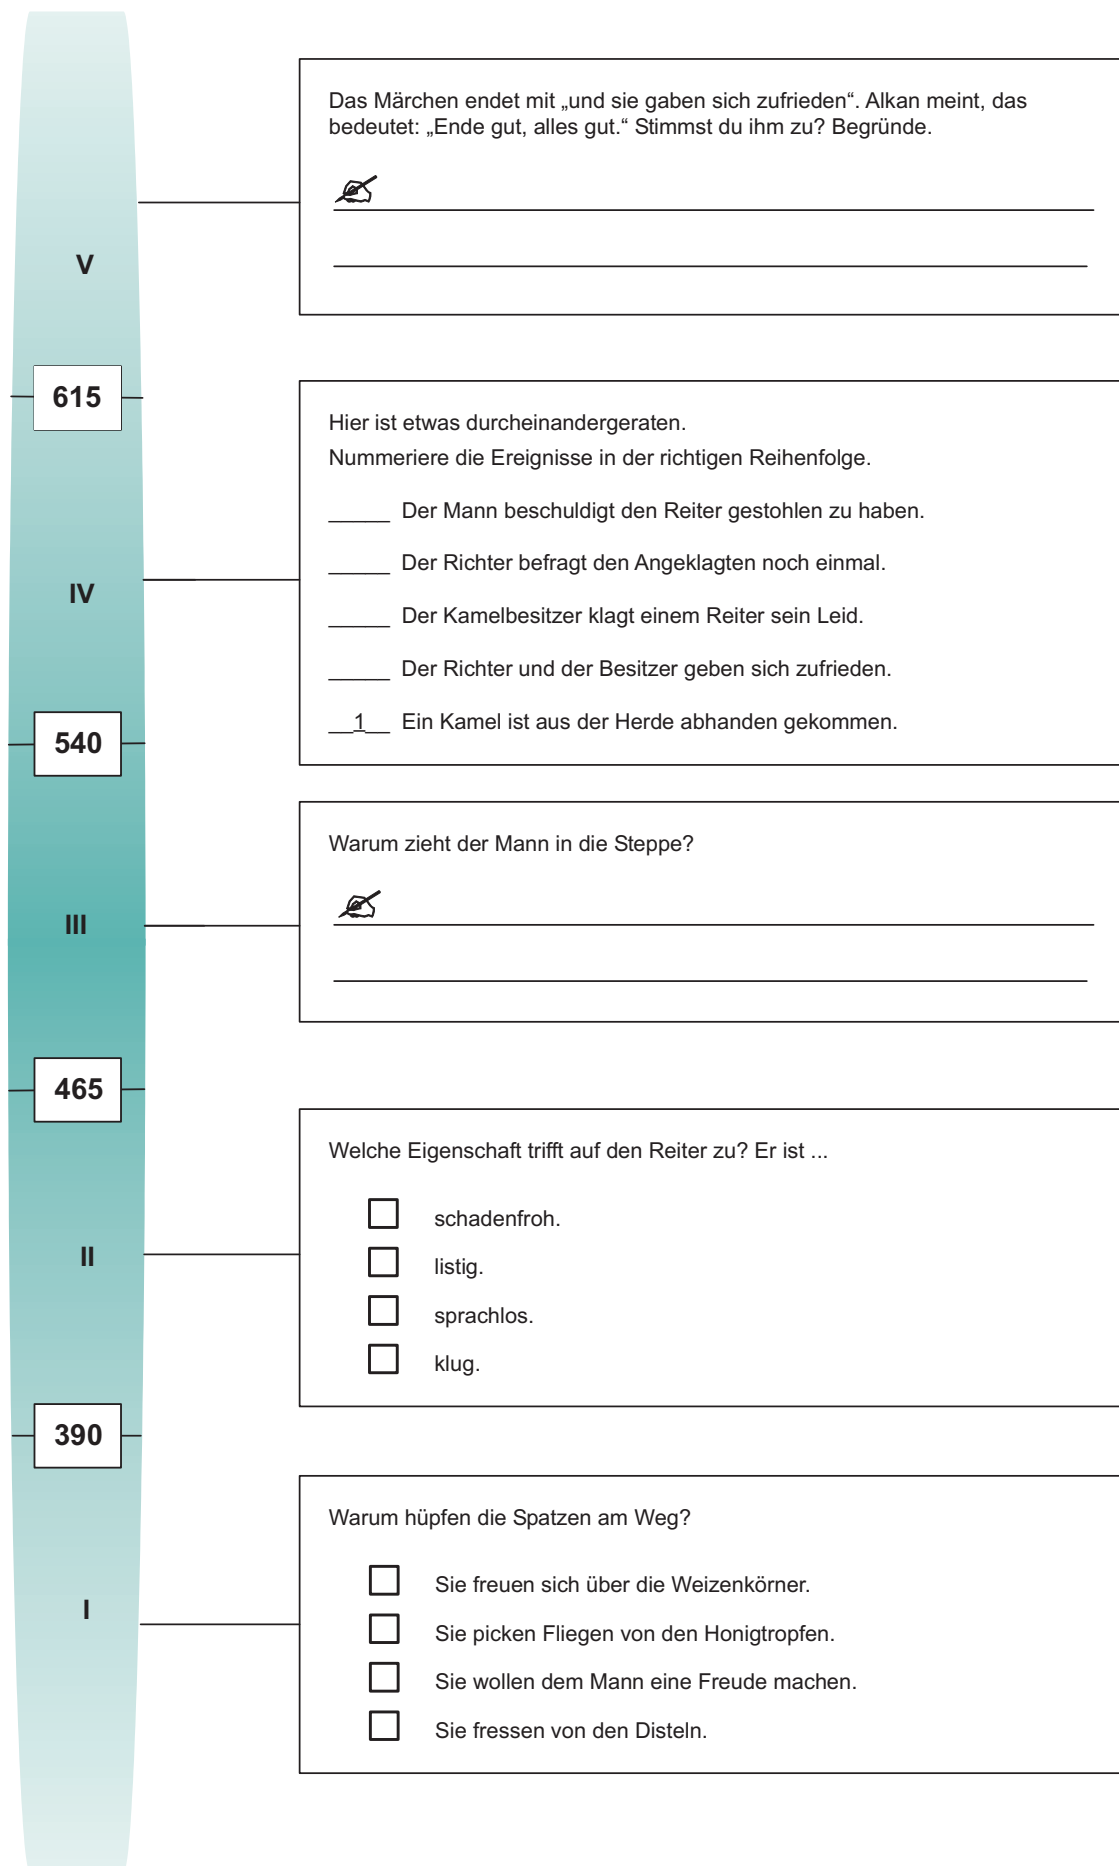 Das Märchen endet mit „und sie gaben sich zufrieden“. Alkan meint, das
bedeutet: „Ende gut, alles gut.“ Stimmst du ihm zu? Begründe.
V
615
Hier ist etwas durcheinandergeraten.
Nummeriere die Ereignisse in der richtigen Reihenfolge.
_____ Der Mann beschuldigt den Reiter gestohlen zu haben.
_____ Der Richter befragt den Angeklagten noch einmal.
IV
_____ Der Kamelbesitzer klagt einem Reiter sein Leid.
_____ Der Richter und der Besitzer geben sich zufrieden.
__1__ Ein Kamel ist aus der Herde abhanden gekommen.
540
Warum zieht der Mann in die Steppe?
III
465
Welche Eigenschaft trifft auf den Reiter zu? Er ist ...
schadenfroh.
II
listig.
sprachlos.
klug.
390
Warum hüpfen die Spatzen am Weg?
Sie freuen sich über die Weizenkörner.
I
Sie picken Fliegen von den Honigtropfen.
Sie wollen dem Mann eine Freude machen.
Sie fressen von den Disteln.